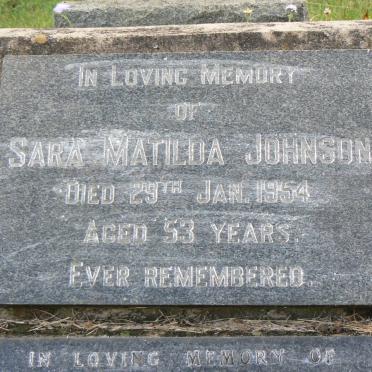 In Loving Memory
of
Sara Matilda Johnson
Died 29th Jan. 1954
Aged 53 years.
Ever remembered.
In loving memory of